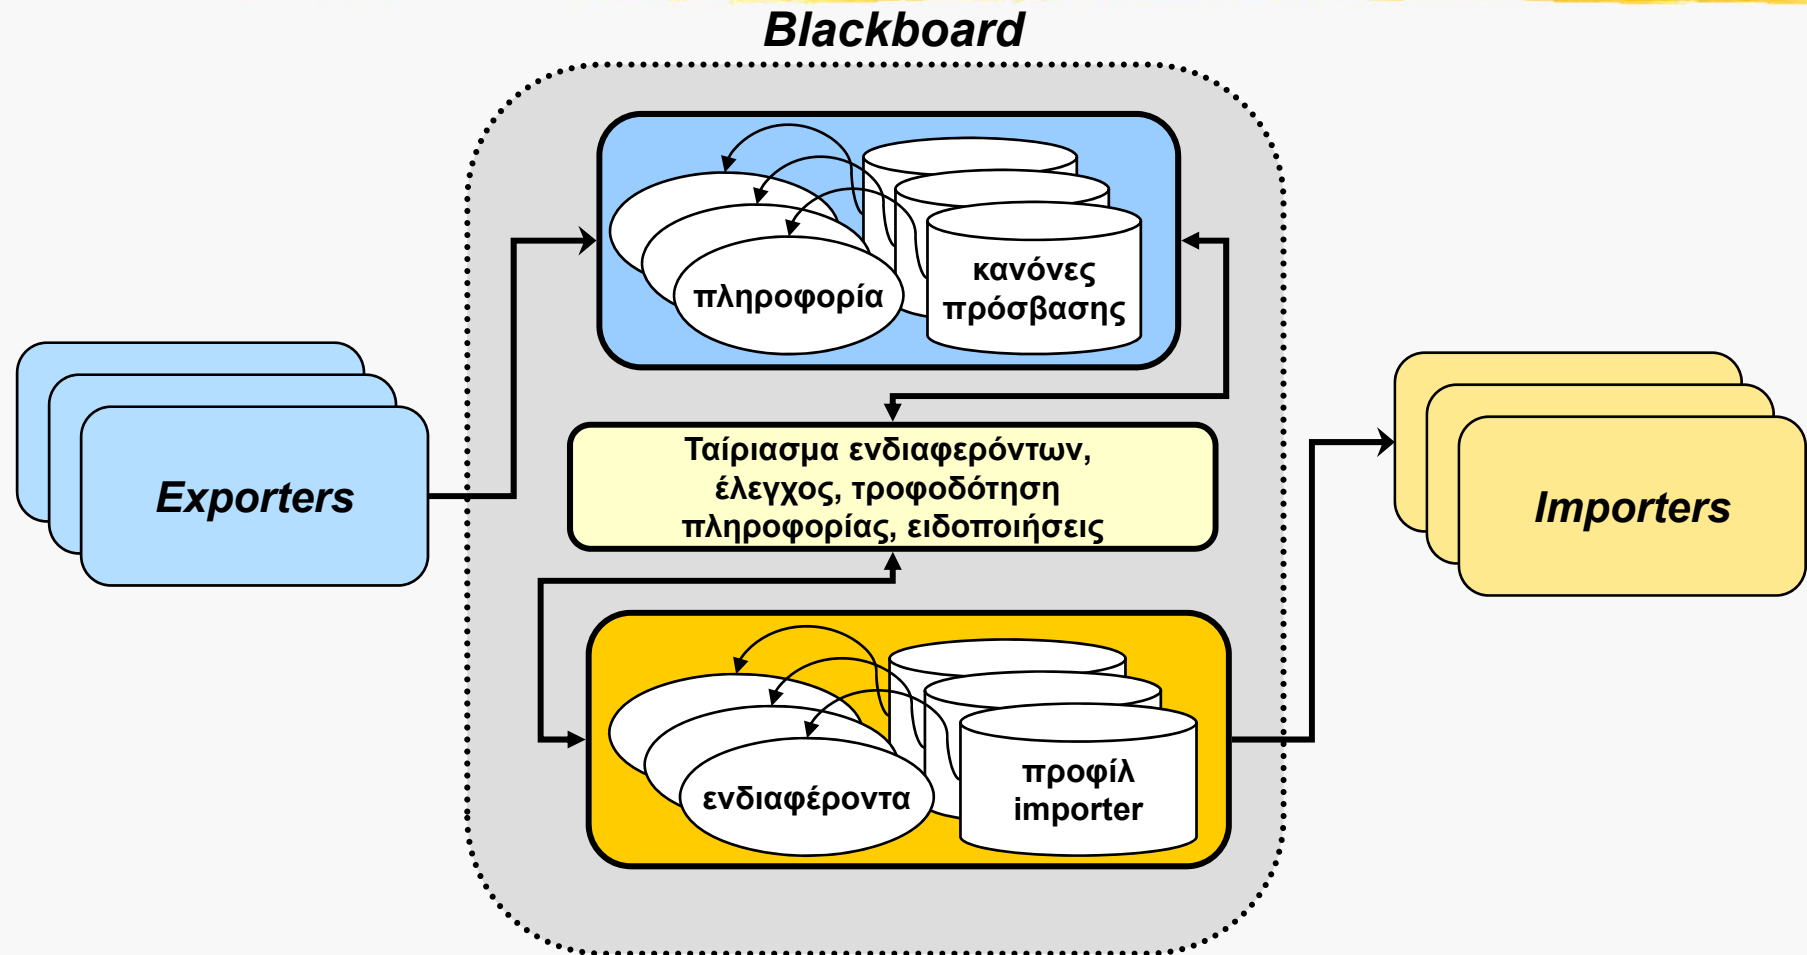 Blackboard
πληροφορία
κανόνες
πρόσβασης
Exporters
Ταίριασμα ενδιαφερόντων,
έλεγχος, τροφοδότηση
πληροφορίας, ειδοποιήσεις
Importers
ενδιαφέροντα
προφίλ
importer